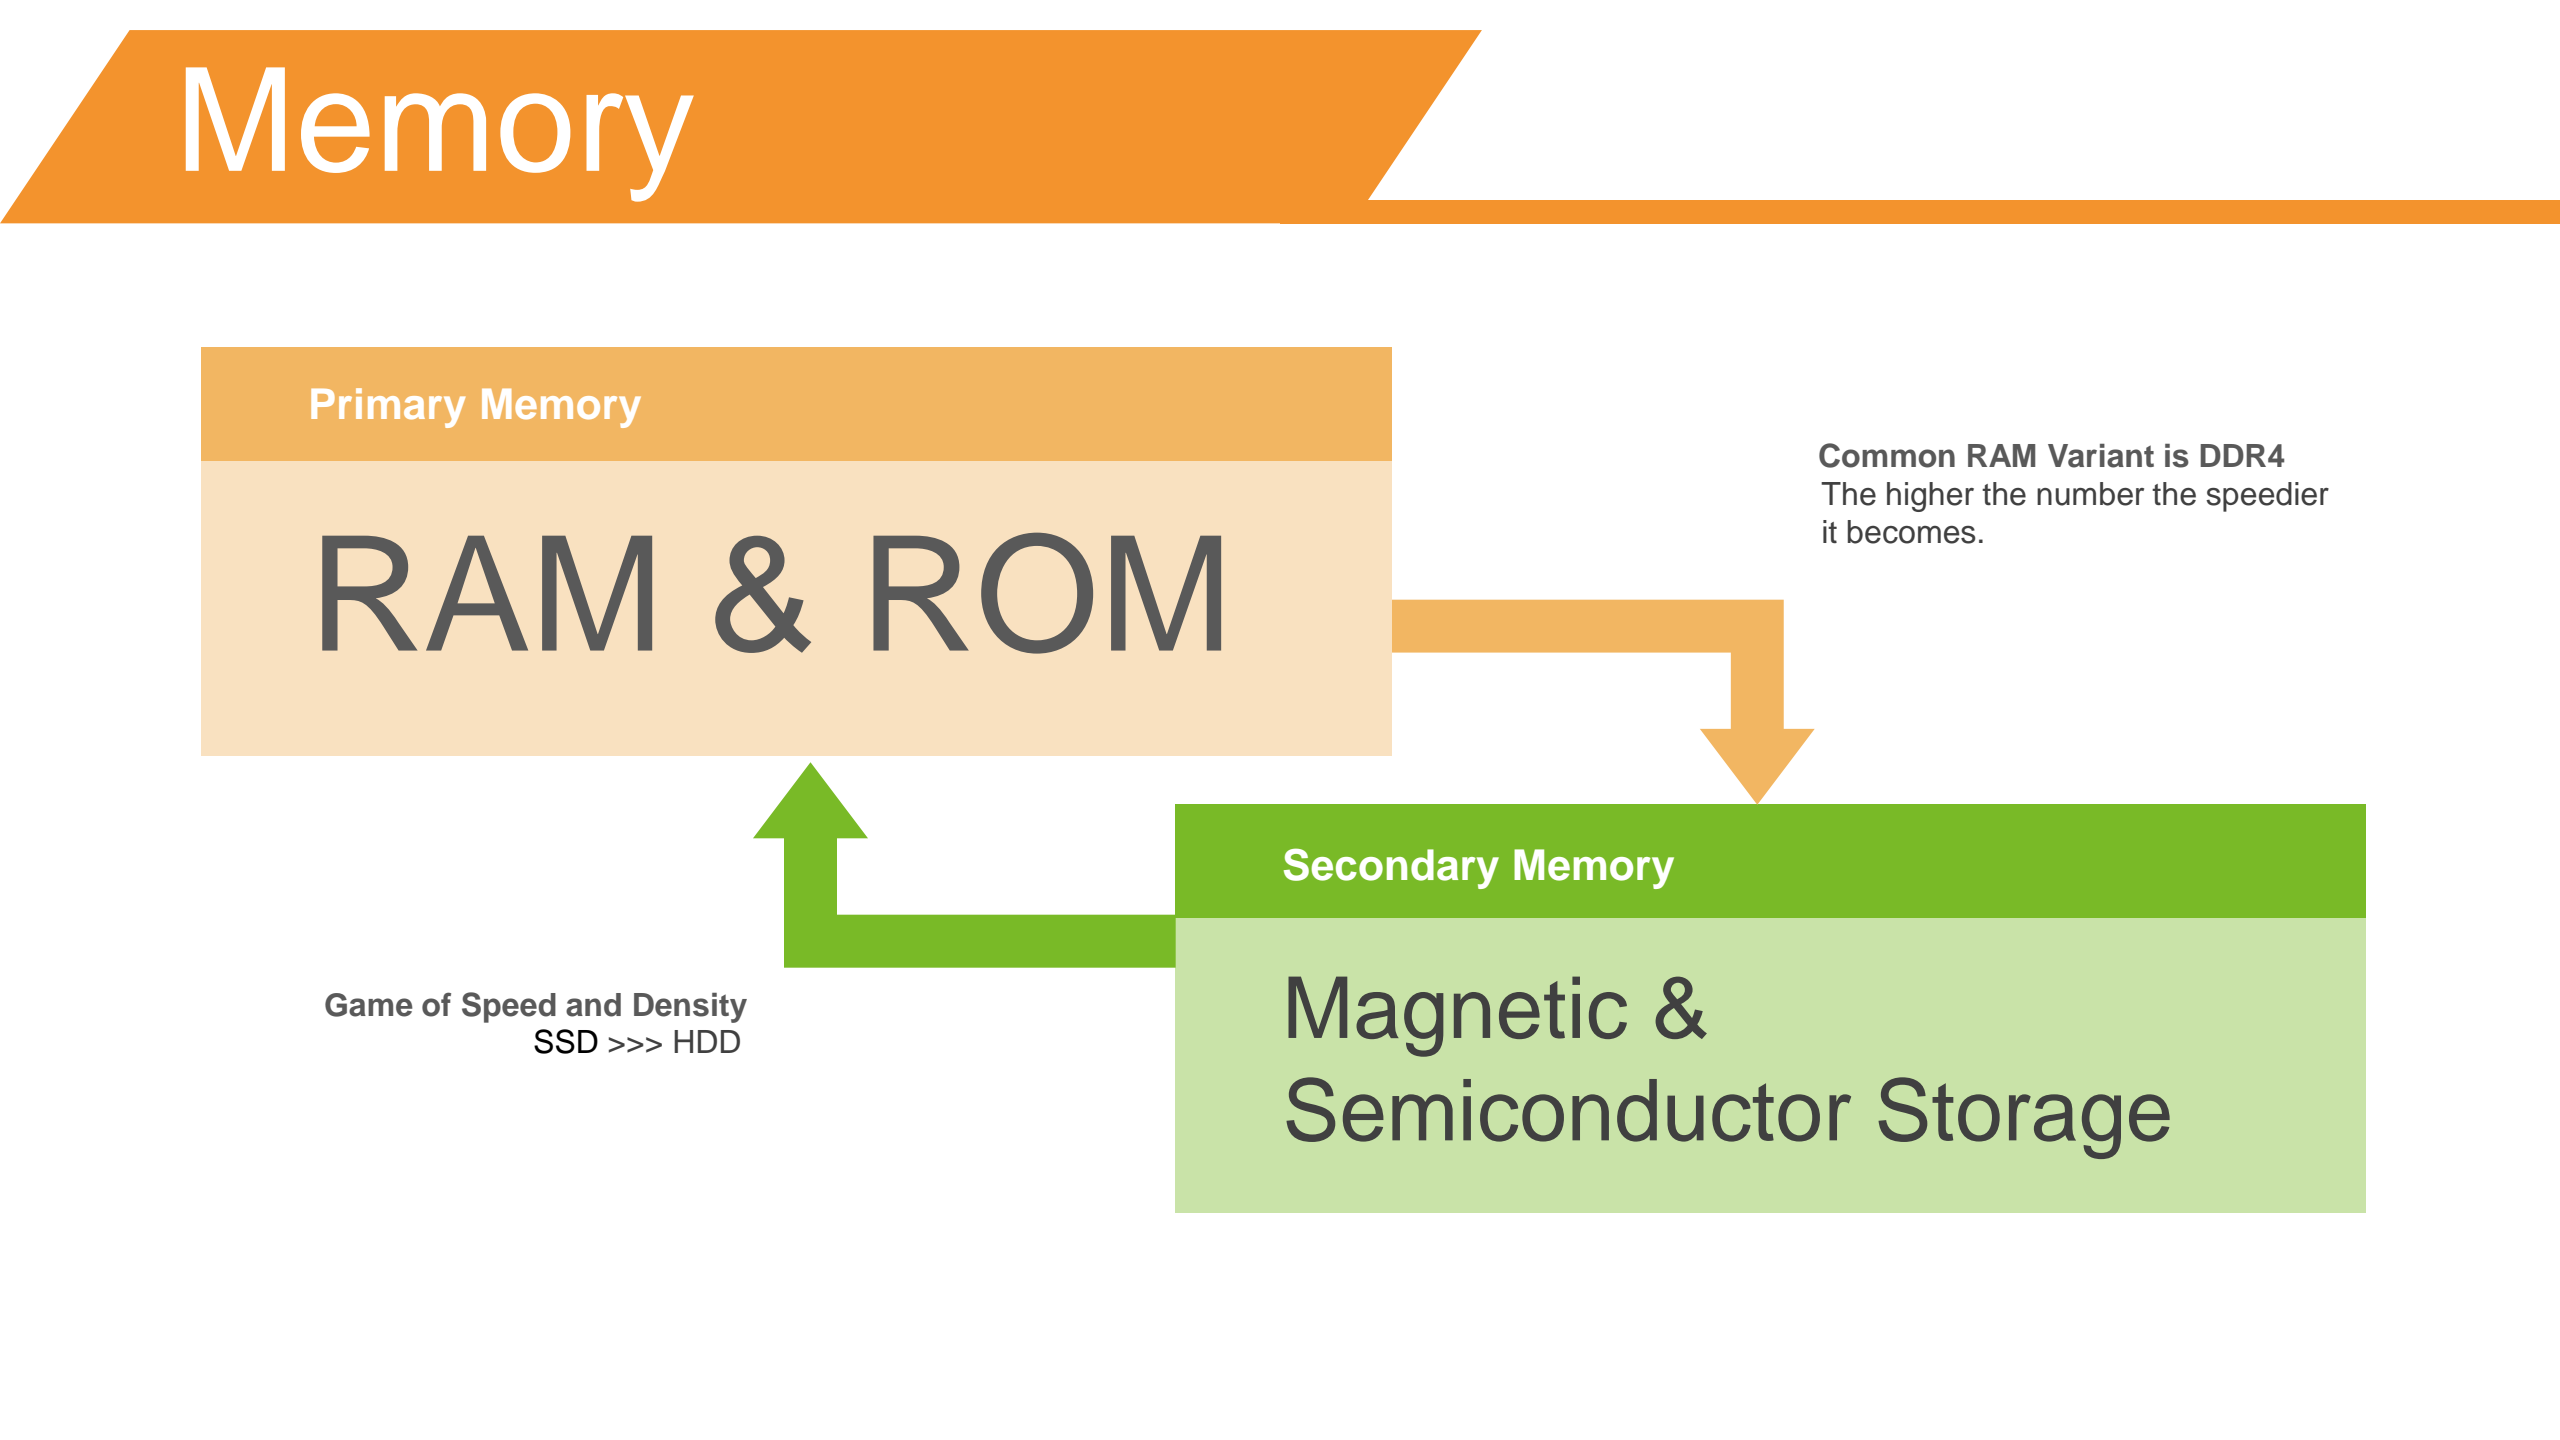 Memory
Primary Memory
RAM & ROM
Common RAM Variant is DDR4
The higher the number the speedier
it becomes.
Secondary Memory
Magnetic &
Semiconductor Storage
Game of Speed and Density
SSD >>> HDD